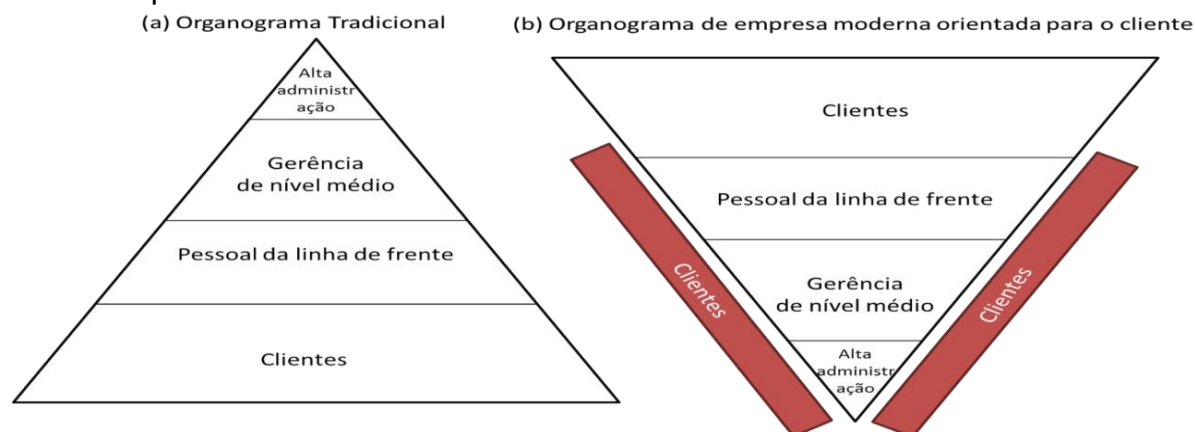 (a) Organograma Tradicional
Alta
administr
ação
Gerência
de nível médio
Pessoal da linha de frente
Clientes
(b) Organograma de empresa moderna orientada para o cliente
Clientes
Pessoal da linha de frente
Gerência
de nível médio
Alta
administr
ação
Clientes
Clientes